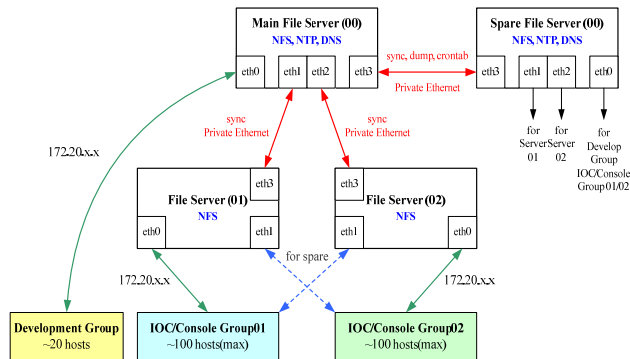 Main File Server (00)
NFS, NTP, DNS
eth0
eth1
eth2
eth3
Spare File Server (00)
NFS, NTP, DNS
eth3
eth1
eth2
eth0
sync, dump, crontab
Private Ethernet
sync
Private Ethernet
sync
Private Ethernet
for
Server
01
for
Server
02
for
Develop
Group
IOC/Console
Group 01/02
172.20.x.x
File Server (01)
NFS
eth3
eth0
eth1
File Server (02)
NFS
eth3
eth1
eth0
for spare
172.20.x.x
172.20.x.x
Development Group
~20 hosts
IOC/Console Group01
~100 hosts(max)
IOC/Console Group02
~100 hosts(max)